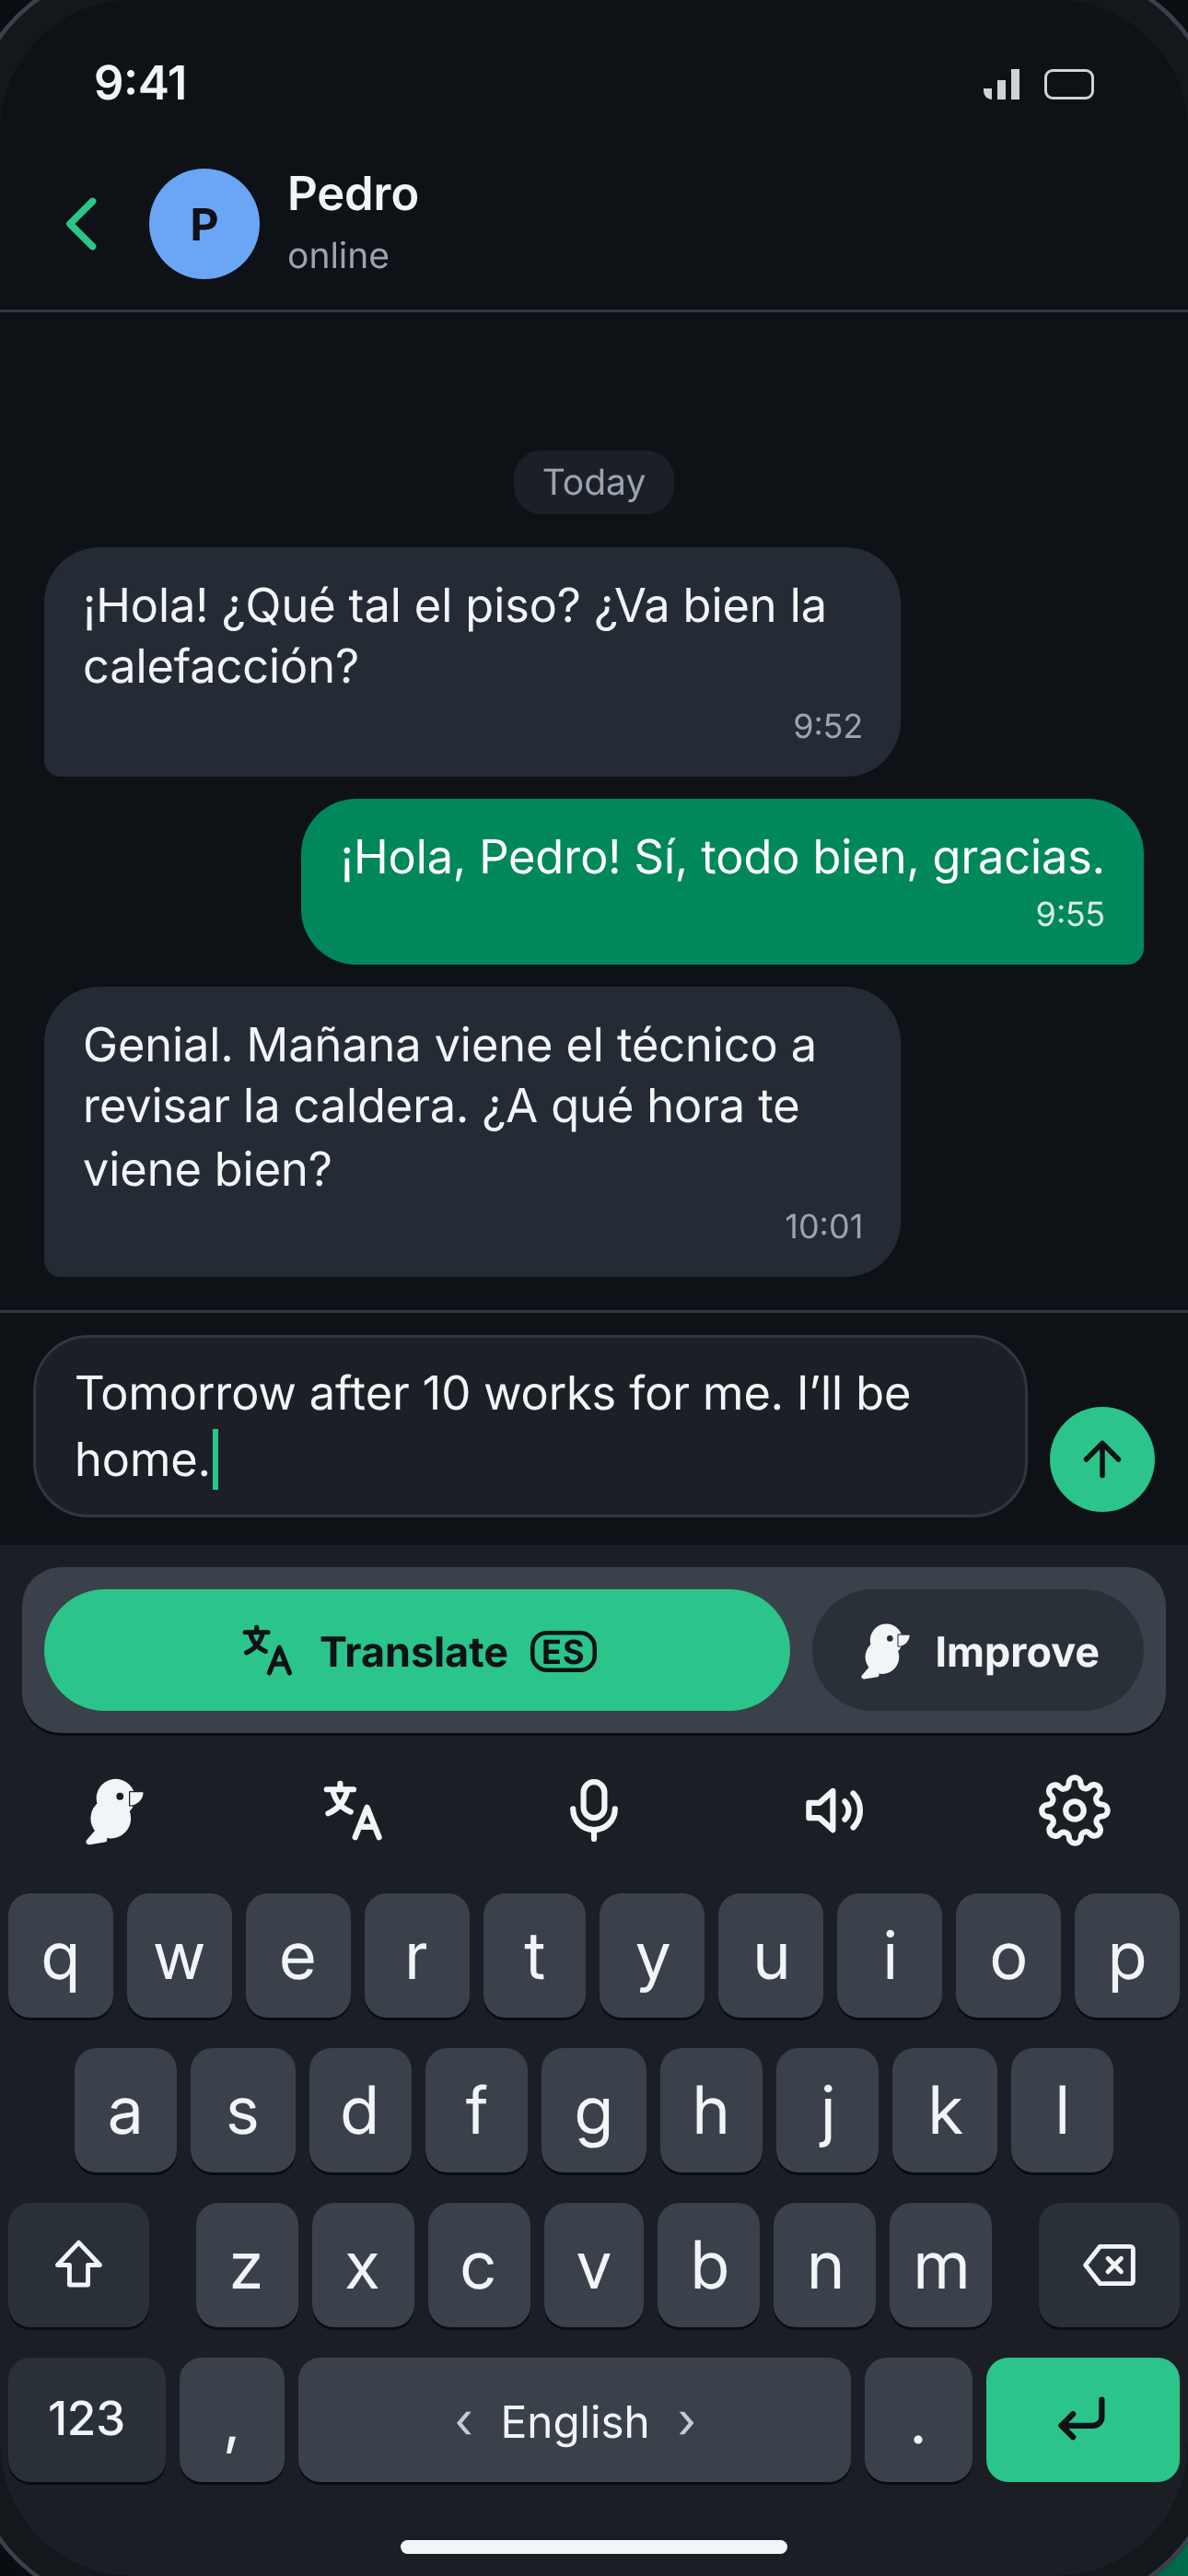 9:41
P
Pedro
online
Today
¡Hola! ¿Qué tal el piso? ¿Va bien la
calefacción?
9:52
¡Hola, Pedro! Sí, todo bien, gracias.
9:55
Genial. Mañana viene el técnico a
revisar la caldera. ¿A qué hora te
viene bien?
10:01
Tomorrow after 10 works for me. I’ll be
home.
Translate ES
Improve
q w e r t y u i o p
a s d f g h j k l
z x c v b n m
123 , ‹ English › .